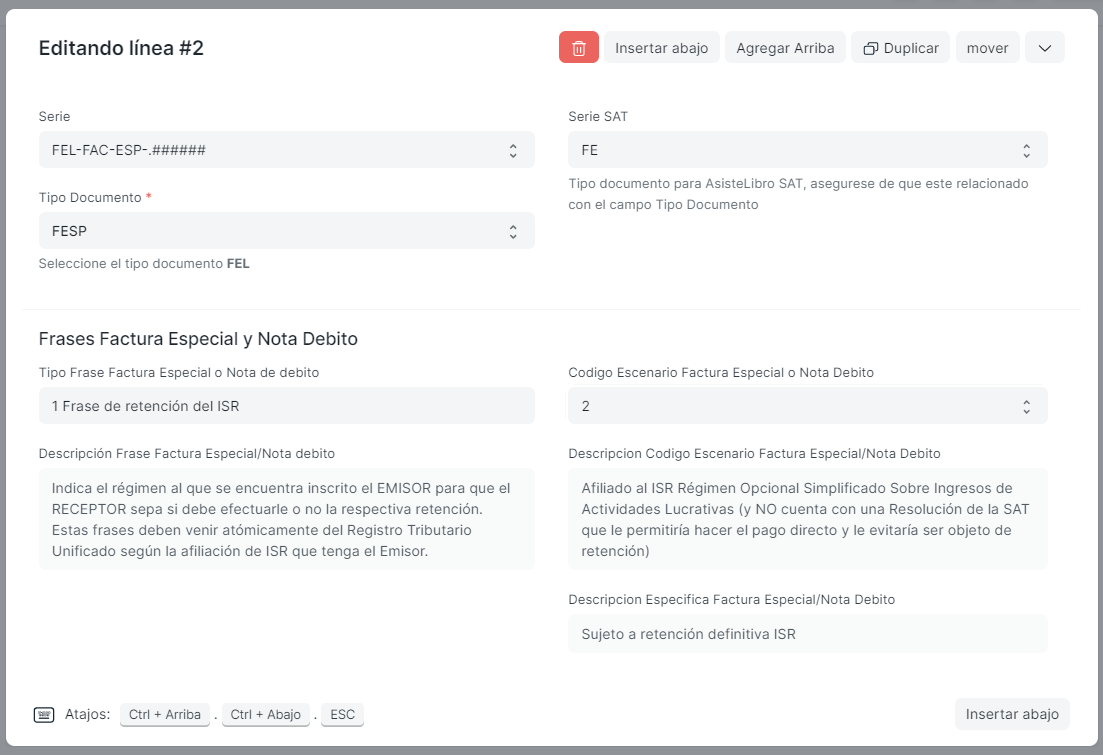 Editando línea #2
Insertar abajo
Agregar Arriba
Duplicar
mover
Serie
FEL-FAC-ESP-.######
Serie SAT
FE
Tipo documento para AsisteLibro SAT, asegurese de que este relacionado
con el campo Tipo Documento
Tipo Documento *
FESP
Seleccione el tipo documento FEL
Frases Factura Especial y Nota Debito
Tipo Frase Factura Especial o Nota de debito
1 Frase de retención del ISR
Codigo Escenario Factura Especial o Nota Debito
2
Descripción Frase Factura Especial/Nota debito
Indica el régimen al que se encuentra inscrito el EMISOR para que el
RECEPTOR sepa si debe efectuarle o no la respectiva retención.
Estas frases deben venir atómicamente del Registro Tributario
Unificado según la afiliación de ISR que tenga el Emisor.
Descripcion Codigo Escenario Factura Especial/Nota Debito
Afiliado al ISR Régimen Opcional Simplificado Sobre Ingresos de
Actividades Lucrativas (y NO cuenta con una Resolución de la SAT
que le permitiría hacer el pago directo y le evitaría ser objeto de
retención)
Descripcion Especifica Factura Especial/Nota Debito
Sujeto a retención definitiva ISR
Atajos: Ctrl + Arriba . Ctrl + Abajo . ESC
Insertar abajo